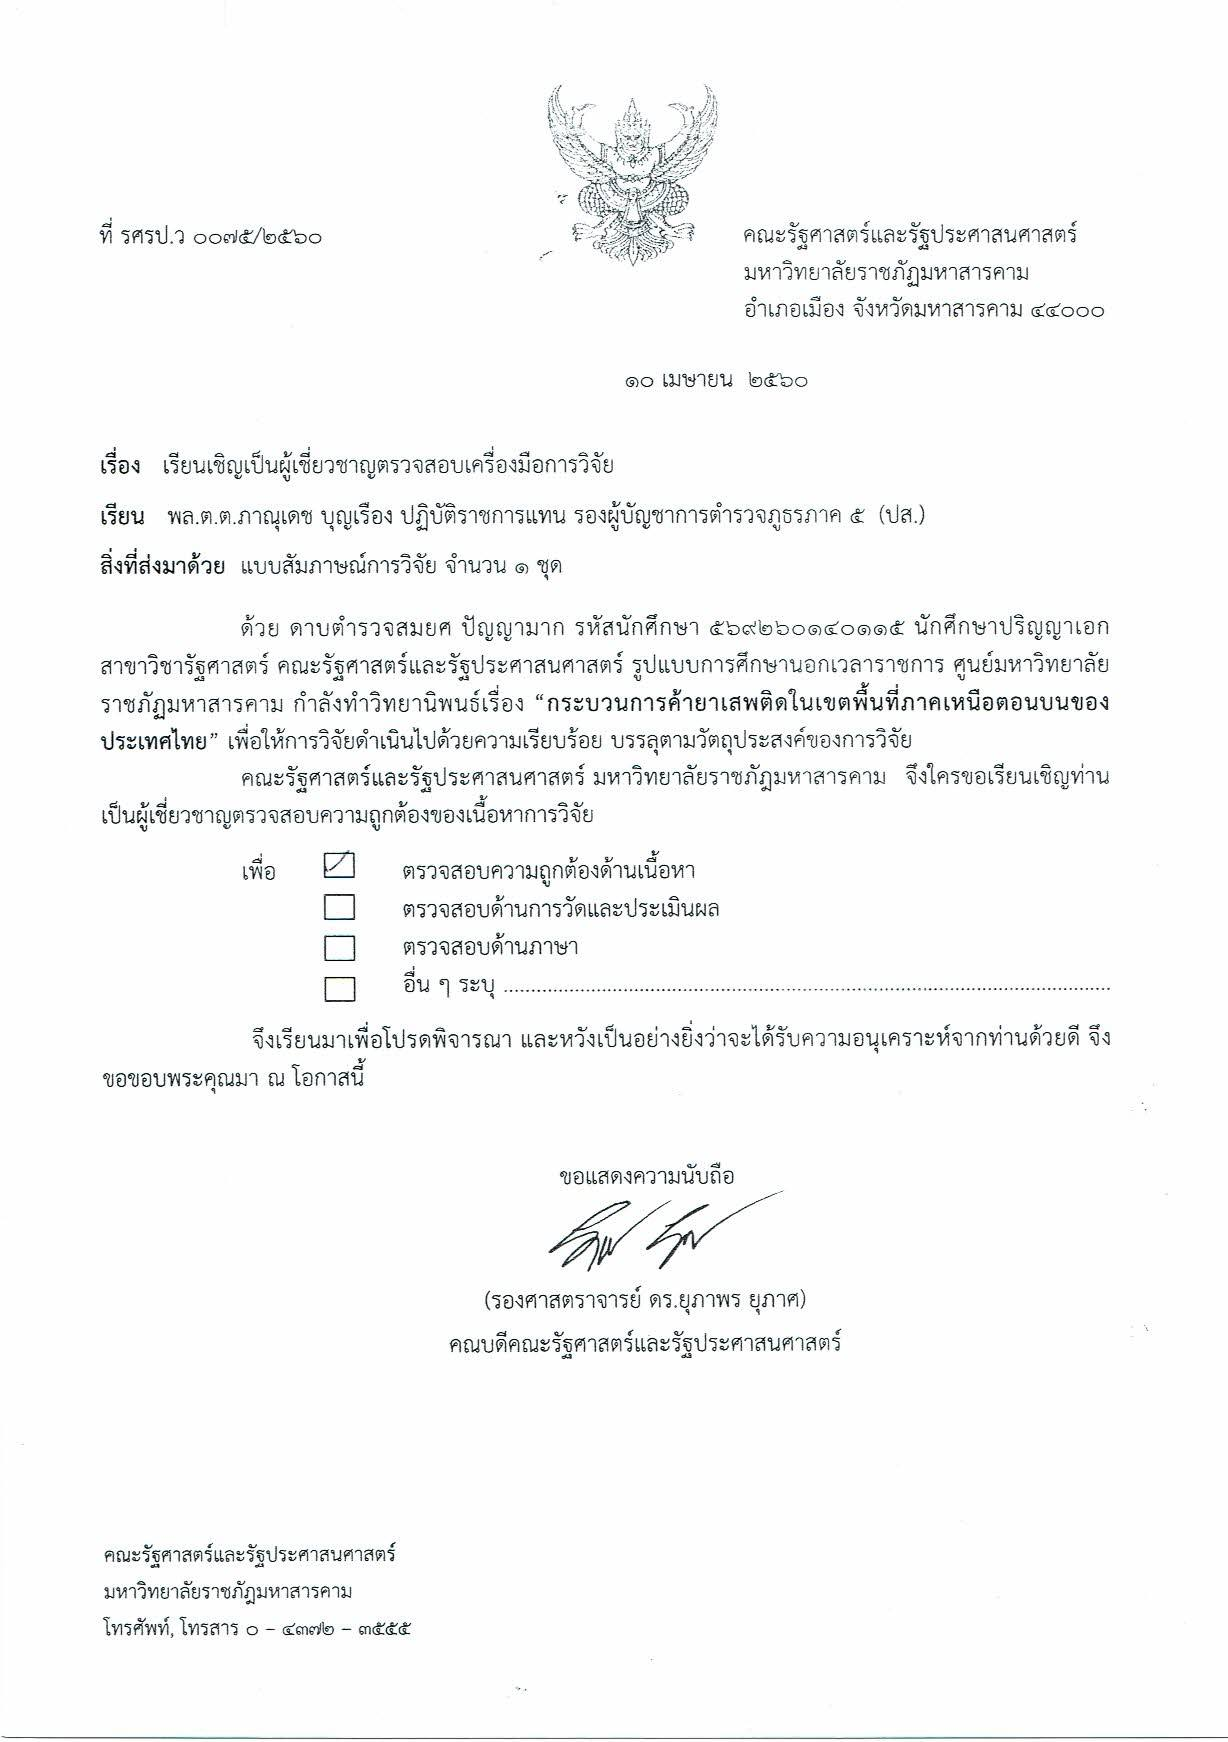 ที่ รศรป.ว ๐๐๗๕/๒๕๖๐
คณะรัฐศาสตร์และรัฐประศาสนศาสตร์
มหาวิทยาลัยราชภัฏมหาสารคาม
อำเภอเมือง จังหวัดมหาสารคาม ๔๔๐๐๐
๑๐ เมษายน ๒๕๖๐
เรื่อง เรียนเชิญเป็นผู้เชี่ยวชาญตรวจสอบเครื่องมือการวิจัย
เรียน พล.ต.ต.ภาณุเดช บุญเรือง ปฏิบัติราชการแทน รองผู้บัญชาการตำรวจภูธรภาค ๕ (ปส.)
สิ่งที่ส่งมาด้วย แบบสัมภาษณ์การวิจัย จำนวน ๑ ชุด
ด้วย ดาบตำรวจสมยศ ปัญญามาก รหัสนักศึกษา ๕๖๙๒๖๐๑๔๐๑๑๕ นักศึกษาปริญญาเอก
สาขาวิชารัฐศาสตร์ คณะรัฐศาสตร์และรัฐประศาสนศาสตร์ รูปแบบการศึกษานอกเวลาราชการ ศูนย์มหาวิทยาลัย
ราชภัฏมหาสารคาม กำลังทำวิทยานิพนธ์เรื่อง “กระบวนการค้ายาเสพติดในเขตพื้นที่ภาคเหนือตอนบนของ
ประเทศไทย” เพื่อให้การวิจัยดำเนินไปด้วยความเรียบร้อย บรรลุตามวัตถุประสงค์ของการวิจัย
คณะรัฐศาสตร์และรัฐประศาสนศาสตร์ มหาวิทยาลัยราชภัฏมหาสารคาม จึงใคร่ขอเรียนเชิญท่าน
เป็นผู้เชี่ยวชาญตรวจสอบความถูกต้องของเนื้อหาการวิจัย
เพื่อ ตรวจสอบความถูกต้องด้านเนื้อหา
ตรวจสอบด้านการวัดและประเมินผล
ตรวจสอบด้านภาษา
อื่น ๆ ระบุ ........................................................................................................
จึงเรียนมาเพื่อโปรดพิจารณา และหวังเป็นอย่างยิ่งว่าจะได้รับความอนุเคราะห์จากท่านด้วยดี จึง
ขอขอบพระคุณมา ณ โอกาสนี้
ขอแสดงความนับถือ
(รองศาสตราจารย์ ดร.ยุภาพร ยุภาศ)
คณบดีคณะรัฐศาสตร์และรัฐประศาสนศาสตร์
คณะรัฐศาสตร์และรัฐประศาสนศาสตร์
มหาวิทยาลัยราชภัฏมหาสารคาม
โทรศัพท์, โทรสาร ๐ – ๔๓๗๒ – ๓๕๕๕